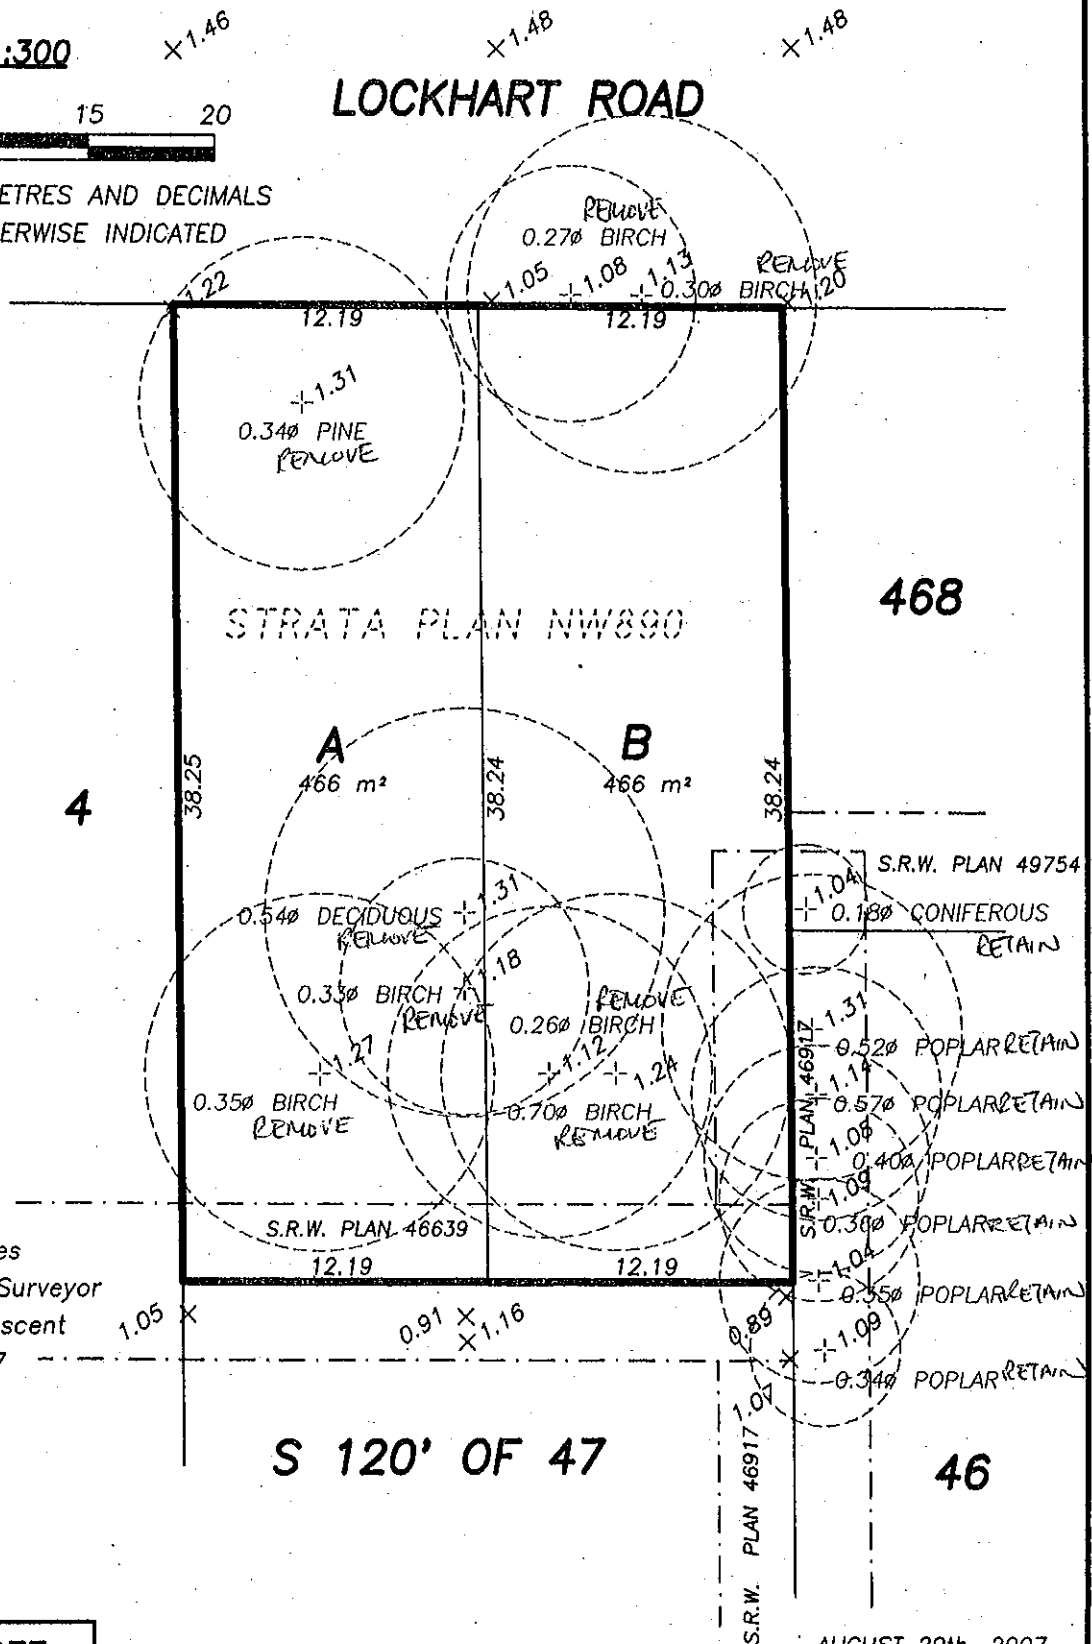 :300
1.46
1.48
1.48
15 20
LOCKHART ROAD
ETRES AND DECIMALS
ERWISE INDICATED
REMOVE
0.27ø BIRCH
REMOVE
0.30ø BIRCH
1.22
1.05
1.08
1.13
1.20
12.19
12.19
1.31
0.34ø PINE
REMOVE
468
STRATA PLAN NW890
A
466 m²
B
466 m²
4
38.25
38.24
38.24
S.R.W. PLAN 49754
1.04
0.18ø CONIFEROUS
RETAIN
1.31
0.54ø DECIDUOUS
REMOVE
1.18
0.33ø BIRCH
REMOVE
REMOVE
0.26ø BIRCH
1.27
1.12
1.24
0.35ø BIRCH
REMOVE
0.70ø BIRCH
REMOVE
S.R.W. PLAN 46917
1.31
0.52ø POPLAR RETAIN
1.14
0.57ø POPLAR RETAIN
1.08
0.40ø POPLAR RETAIN
1.09
0.36ø POPLAR RETAIN
1.04
0.35ø POPLAR RETAIN
1.09
0.34ø POPLAR RETAIN
S.R.W. PLAN 46639
12.19
12.19
es
Surveyor
scent
7
1.05
0.91
1.16
0.89
1.07
S 120' OF 47
46
S.R.W. PLAN 46917
AUGUST 29th, 2007